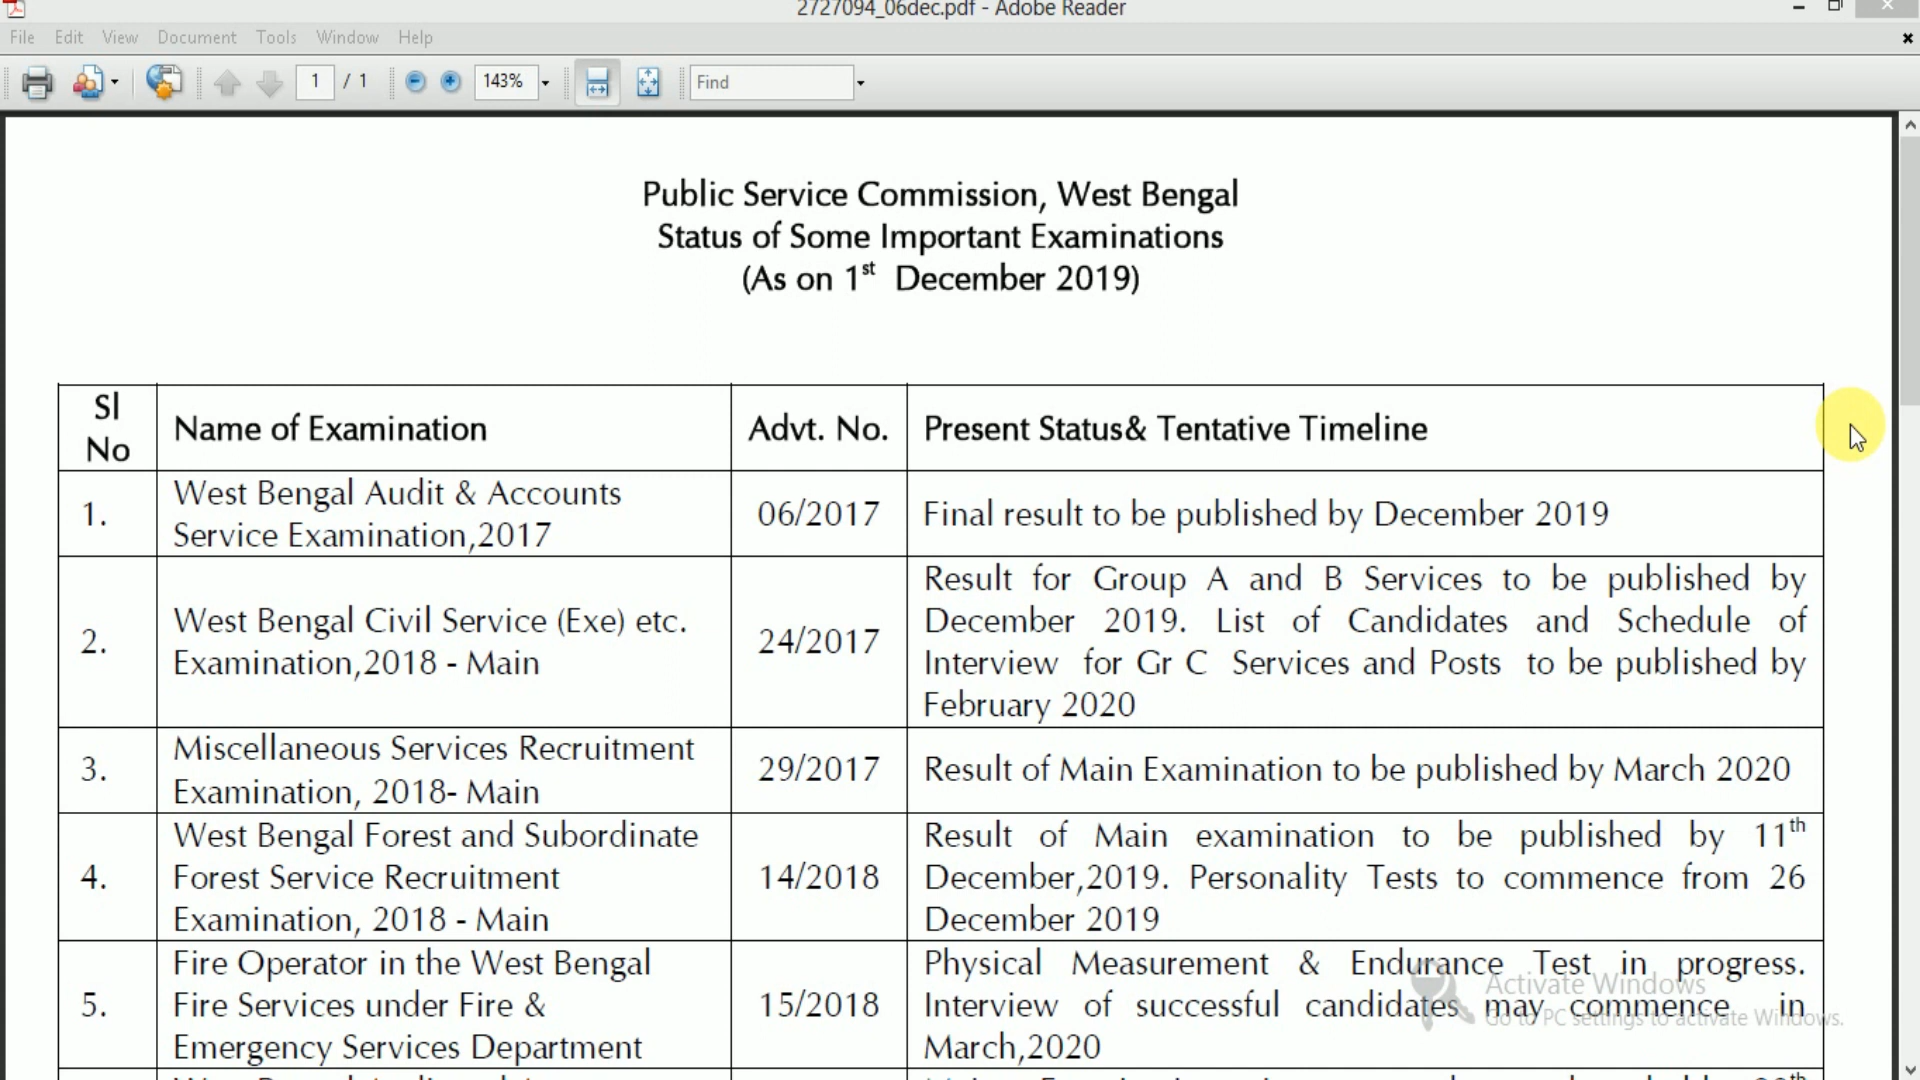 2727094_06dec.pdf - Adobe Reader
File Edit View Document Tools Window Help
1 / 1 143% Find
Public Service Commission, West Bengal
Status of Some Important Examinations
(As on 1st December 2019)
Sl No Name of Examination Advt. No. Present Status& Tentative Timeline
1. West Bengal Audit & Accounts
Service Examination,2017
06/2017
Final result to be published by December 2019
2. West Bengal Civil Service (Exe) etc.
Examination,2018 - Main
24/2017
Result for Group A and B Services to be published by
December 2019. List of Candidates and Schedule of
Interview for Gr C Services and Posts to be published by
February 2020
3. Miscellaneous Services Recruitment
Examination, 2018- Main
29/2017
Result of Main Examination to be published by March 2020
4. West Bengal Forest and Subordinate
Forest Service Recruitment
Examination, 2018 - Main
14/2018
Result of Main examination to be published by 11th
December,2019. Personality Tests to commence from 26
December 2019
5. Fire Operator in the West Bengal
Fire Services under Fire &
Emergency Services Department
15/2018
Physical Measurement & Endurance Test in progress.
Interview of successful candidates may commence in
March,2020
Activate Windows
Go to PC settings to activate Windows.